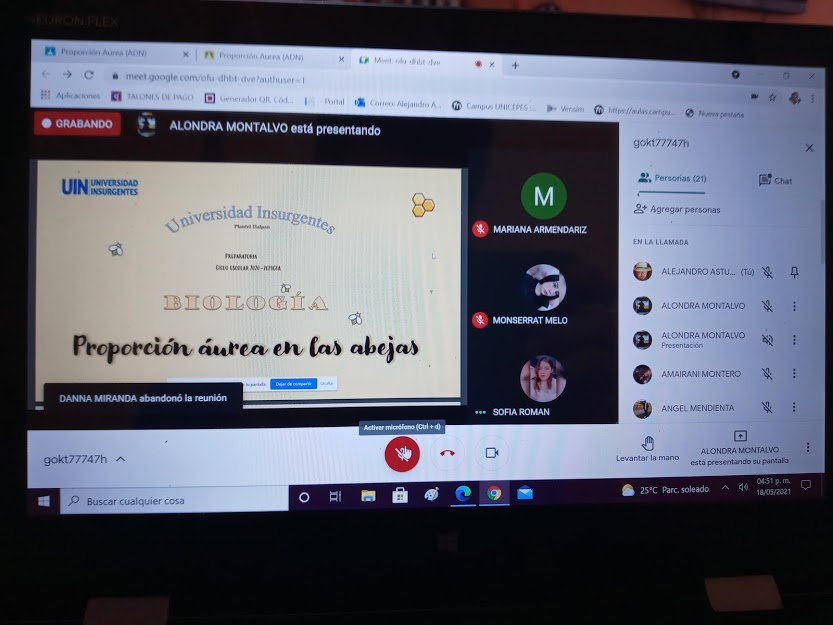 NEURON FLEX
Proporción Aurea (ADN)
Proporción Aurea (ADN)
Meet: ofu-dhbt-dve
meet.google.com/ofu-dhbt-dve?authuser=1
Aplicaciones
TALONES DE PAGO
Generador QR, Cód...
Portal
Correo: Alejandro A...
Campus UNICEPES :...
https://aulas.campu...
Nueva pestaña
GRABANDO
ALONDRA MONTALVO está presentando
UIN UNIVERSIDAD
INSURGENTES
Universidad Insurgentes
Plantel Tlalpan
Preparatoria
BIOLOGÍA
Proporción áurea en las abejas
tu pantalla.
Dejar de compartir
Ocultar
DANNA MIRANDA abandonó la reunión
M
MARIANA ARMENDARIZ
MONSERRAT MELO
SOFIA ROMAN
gokt77747h
Personas (21)
Chat
Agregar personas
EN LA LLAMADA
ALEJANDRO ASTU... (Tú)
ALONDRA MONTALVO
ALONDRA MONTALVO
Presentación
AMAIRANI MONTERO
ANGEL MENDIENTA
Activar micrófono (Ctrl + d)
gokt77747h
Levantar la mano
ALONDRA MONTALVO
está presentando su pantalla
Buscar cualquier cosa
25°C Parc. soleado
04:51 p. m.
18/05/2021